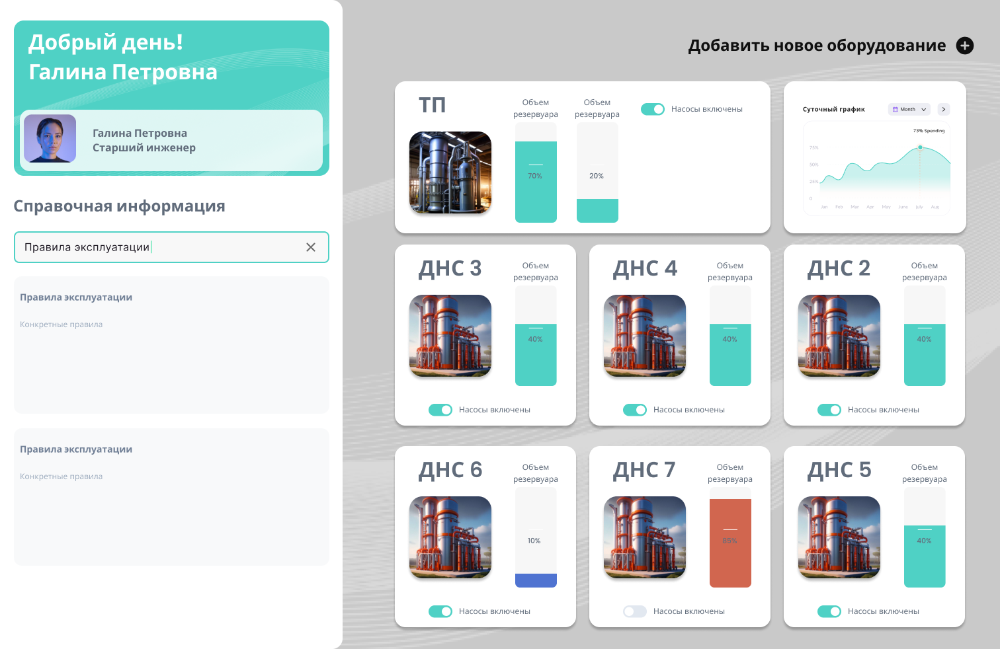 Добрый день!
Галина Петровна
Галина Петровна
Старший инженер
Справочная информация
Правила эксплуатации
Правила эксплуатации
Конкретные правила
Правила эксплуатации
Конкретные правила
Добавить новое оборудование
ТП
Объем
резервуара
70%
Объем
резервуара
20%
Насосы включены
Суточный график
Month
73% Spending
75%
50%
25%
0
Jan Feb Mar Apr May June July Aug
ДНС 3
Объем
резервуара
40%
Насосы включены
ДНС 4
Объем
резервуара
40%
Насосы включены
ДНС 2
Объем
резервуара
40%
Насосы включены
ДНС 6
Объем
резервуара
10%
Насосы включены
ДНС 7
Объем
резервуара
85%
Насосы включены
ДНС 5
Объем
резервуара
40%
Насосы включены